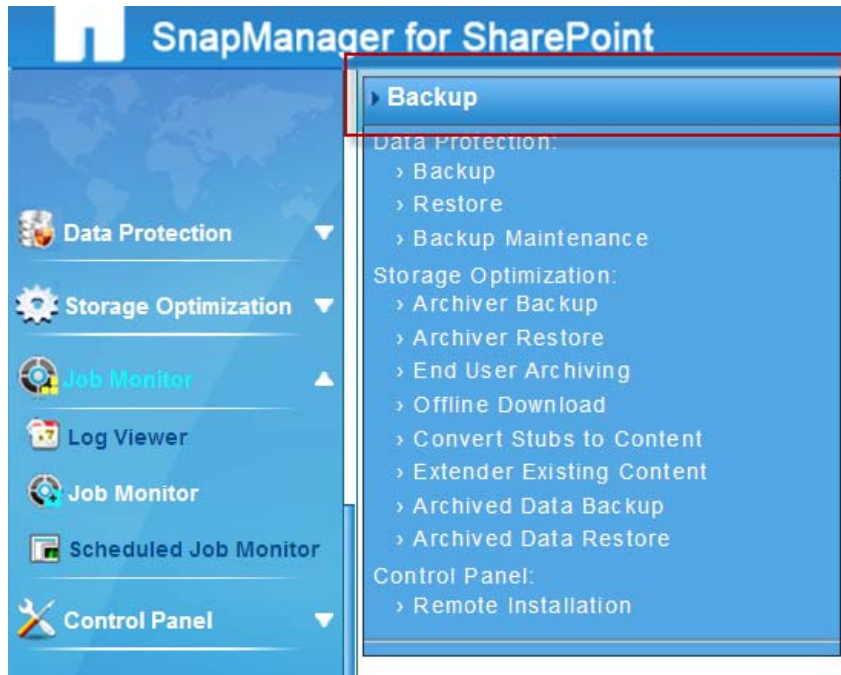 SnapManager for SharePoint
Data Protection
Storage Optimization
Job Monitor
Log Viewer
Job Monitor
Scheduled Job Monitor
Control Panel
Backup
Data Protection:
› Backup
› Restore
› Backup Maintenance
Storage Optimization:
› Archiver Backup
› Archiver Restore
› End User Archiving
› Offline Download
› Convert Stubs to Content
› Extender Existing Content
› Archived Data Backup
› Archived Data Restore
Control Panel:
› Remote Installation